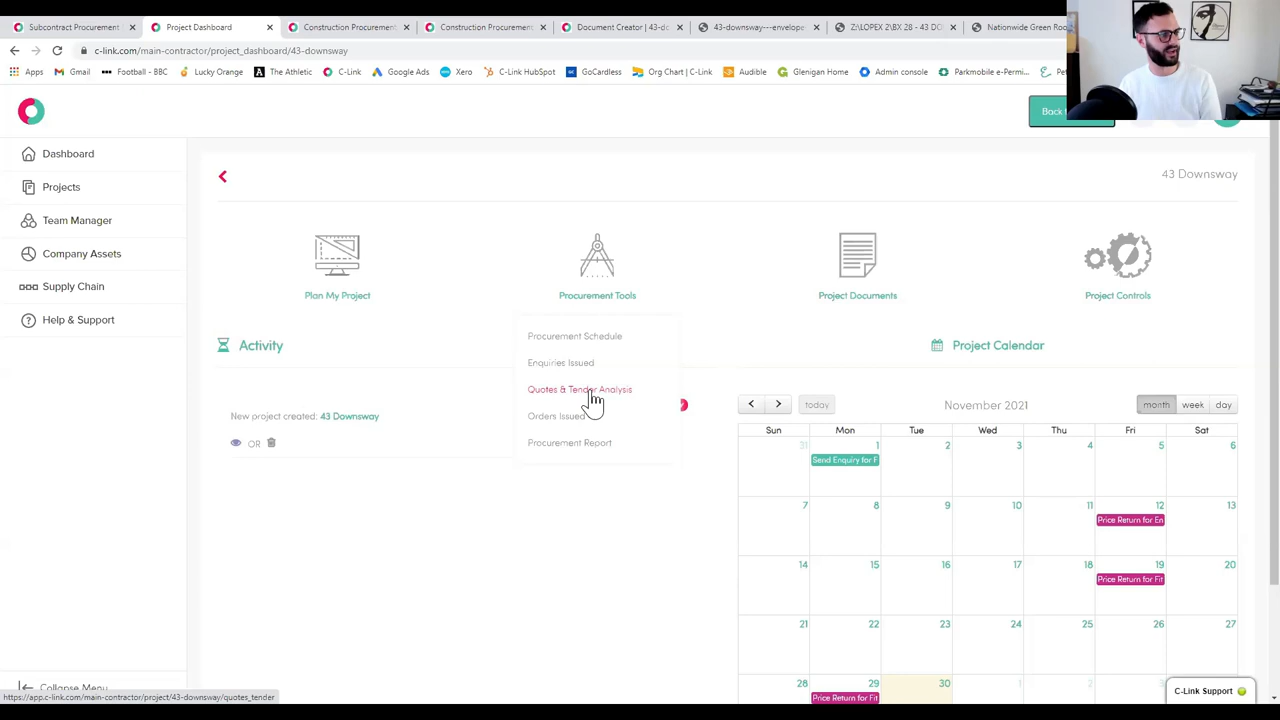 Subcontract Procurement
Project Dashboard
Construction Procurement
Construction Procurement
Document Creator | 43-do
43-downsway---envelope
Z:\LOPEX 2\BX 28 - 43 DO
Nationwide Green Roo
c-link.com/main-contractor/project_dashboard/43-downsway
Apps
Gmail
Football - BBC
Lucky Orange
The Athletic
C-Link
Google Ads
Xero
C-Link HubSpot
GoCardless
Org Chart | C-Link
Audible
Glenigan Home
Admin console
Parkmobile e-Permi...
Pet
Back
Dashboard
Projects
Team Manager
Company Assets
Supply Chain
Help & Support
Collapse Menu
43 Downsway
Plan My Project
Procurement Tools
Project Documents
Project Controls
Procurement Schedule
Enquiries Issued
Quotes & Tender Analysis
Orders Issued
Procurement Report
Activity
New project created: 43 Downsway
OR
Project Calendar
today
November 2021
month
week
day
Sun Mon Tue Wed Thu Fri Sat
31 1 2 3 4 5 6
Send Enquiry for F
7 8 9 10 11 12 13
Price Return for En
14 15 16 17 18 19 20
Price Return for Fit
21 22 23 24 25 26 27
28 29 30 1 2 3 4
Price Return for Fit
https://app.c-link.com/main-contractor/project/43-downsway/quotes_tender
C-Link Support